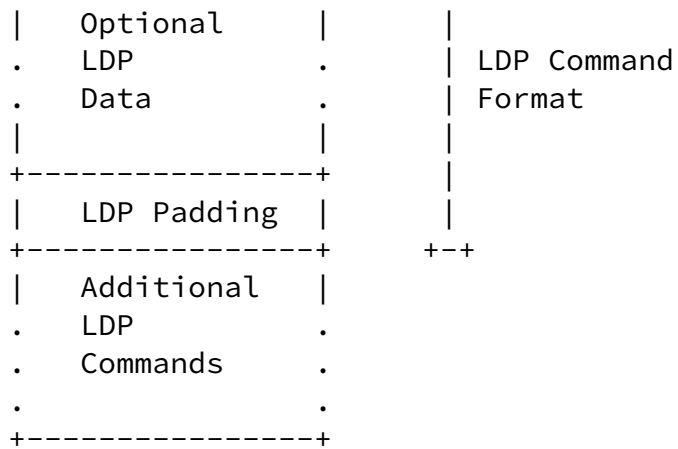 |   Optional    |       |
.   LDP         .       | LDP Command
.   Data        .       | Format
|               |       |
+----------------+      |
|   LDP Padding |       |
+----------------+     +-+
|   Additional  |
.   LDP         .
.   Commands    .
.               .
+----------------+